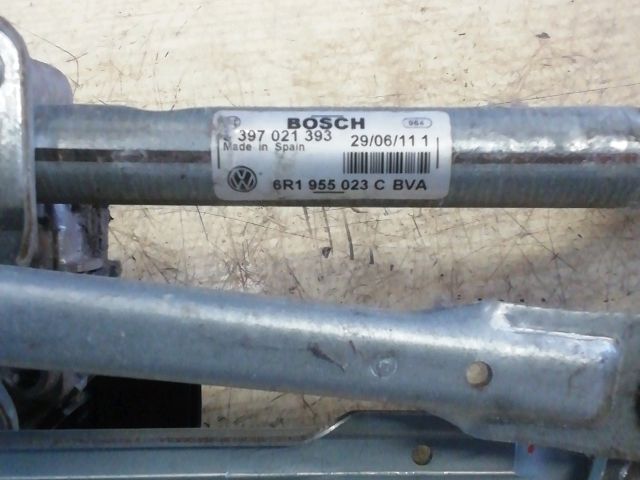 BOSCH 964
397 021 393 29/06/11 1
Made in Spain
6R1 955 023 C BVA